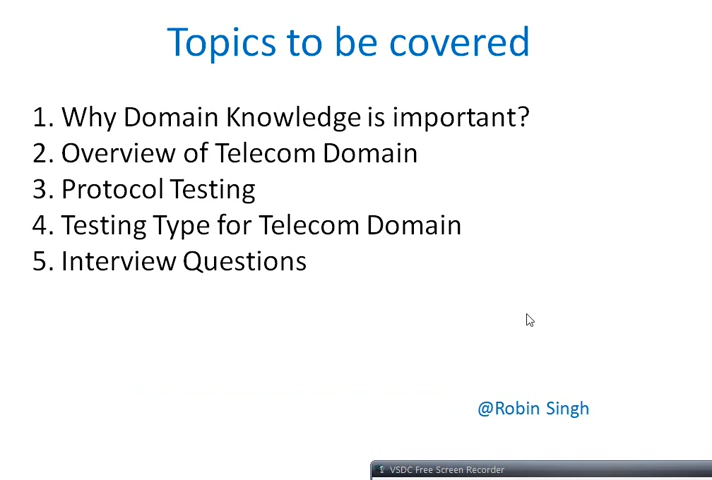 Topics to be covered
1. Why Domain Knowledge is important?
2. Overview of Telecom Domain
3. Protocol Testing
4. Testing Type for Telecom Domain
5. Interview Questions
@Robin Singh
VSDC Free Screen Recorder